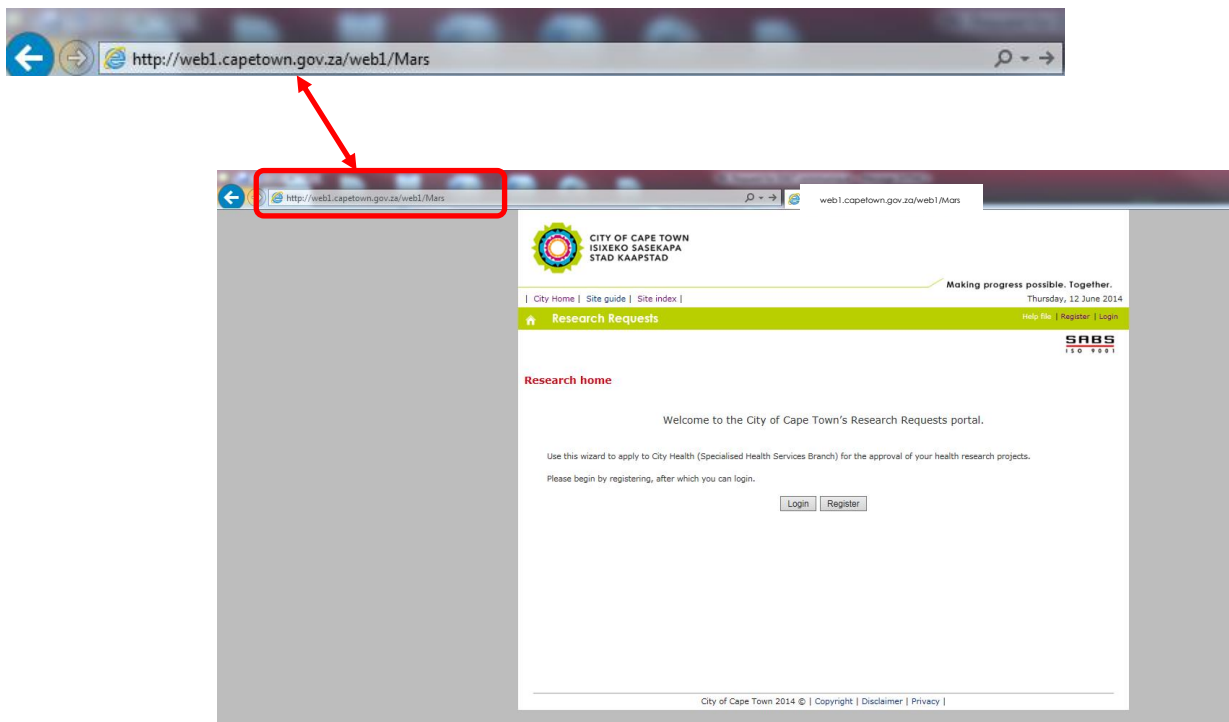 http://web1.capetown.gov.za/web1/Mars
http://web1.capetown.gov.za/web1/Mars
web1.capetown.gov.za/web1/Mars
CITY OF CAPE TOWN
ISIXEKO SASEKAPA
STAD KAAPSTAD
Making progress possible. Together.
| City Home | Site guide | Site index |
Thursday, 12 June 2014
Research Requests
Help file | Register | Login
SABS
ISO 9001
Research home
Welcome to the City of Cape Town's Research Requests portal.
Use this wizard to apply to City Health (Specialised Health Services Branch) for the approval of your health research projects.
Please begin by registering, after which you can login.
Login Register
City of Cape Town 2014 © | Copyright | Disclaimer | Privacy |